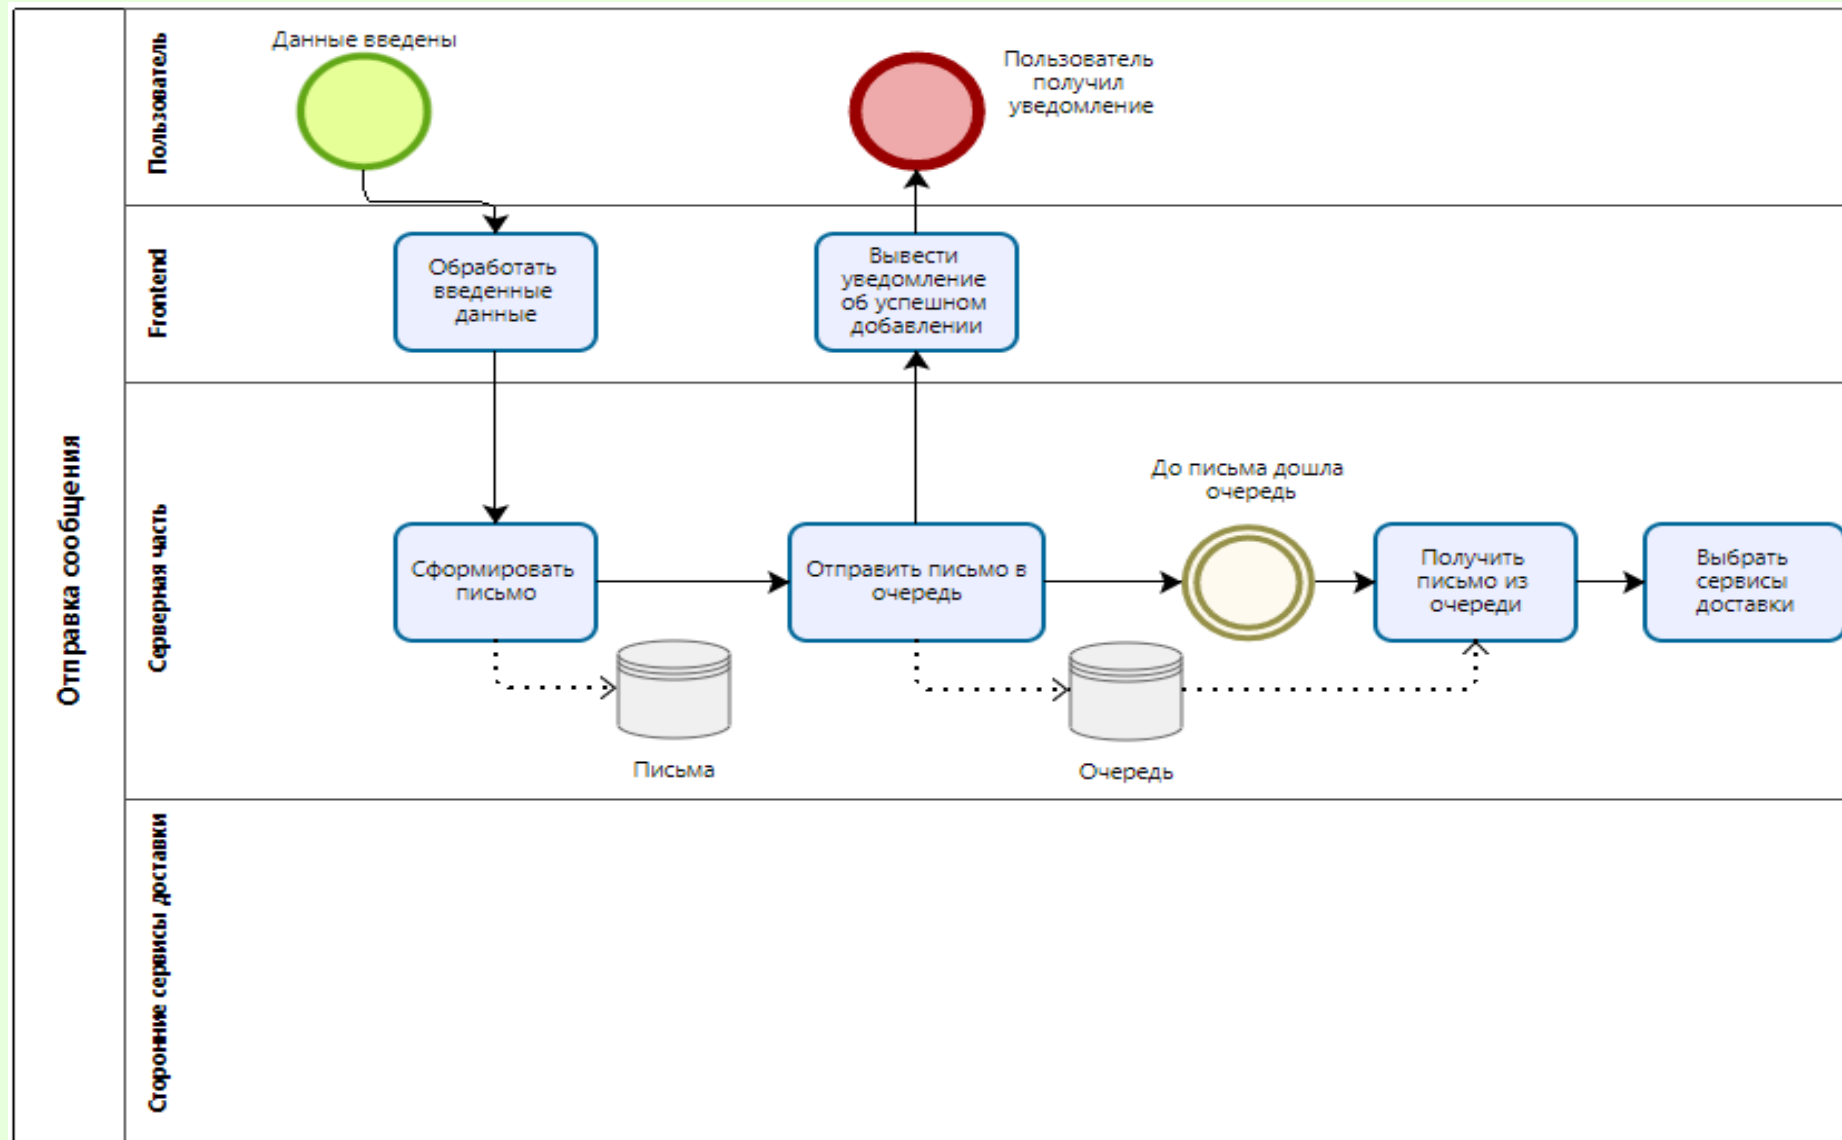 Отправка сообщения
Пользователь
Данные введены
Пользователь
получил
уведомление
Frontend
Обработать
введенные
данные
Вывести
уведомление
об успешном
добавлении
Серверная часть
До письма дошла
очередь
Сформировать
письмо
Отправить письмо в
очередь
Получить
письмо из
очереди
Выбрать
сервисы
доставки
Письма
Очередь
Сторонние сервисы доставки